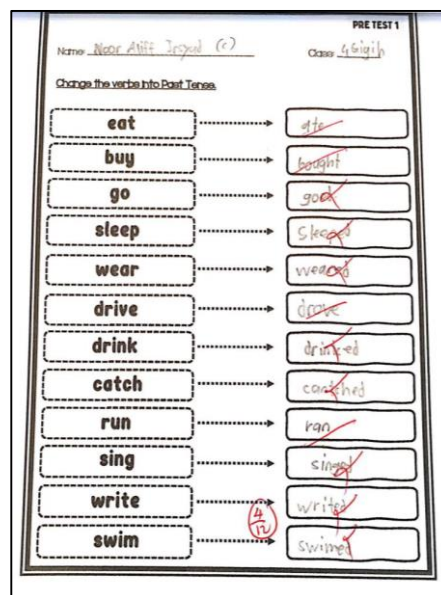 PRE TEST 1
Name: Noor Aliff Irsyad (c) Class: 4 Gigih
Change the verbs into Past Tense.
eat ate
buy bought
go goed
sleep sleeped
wear weared
drive drove
drink drinked
catch catched
run ran
sing singed
write writed
swim swimed
4/12